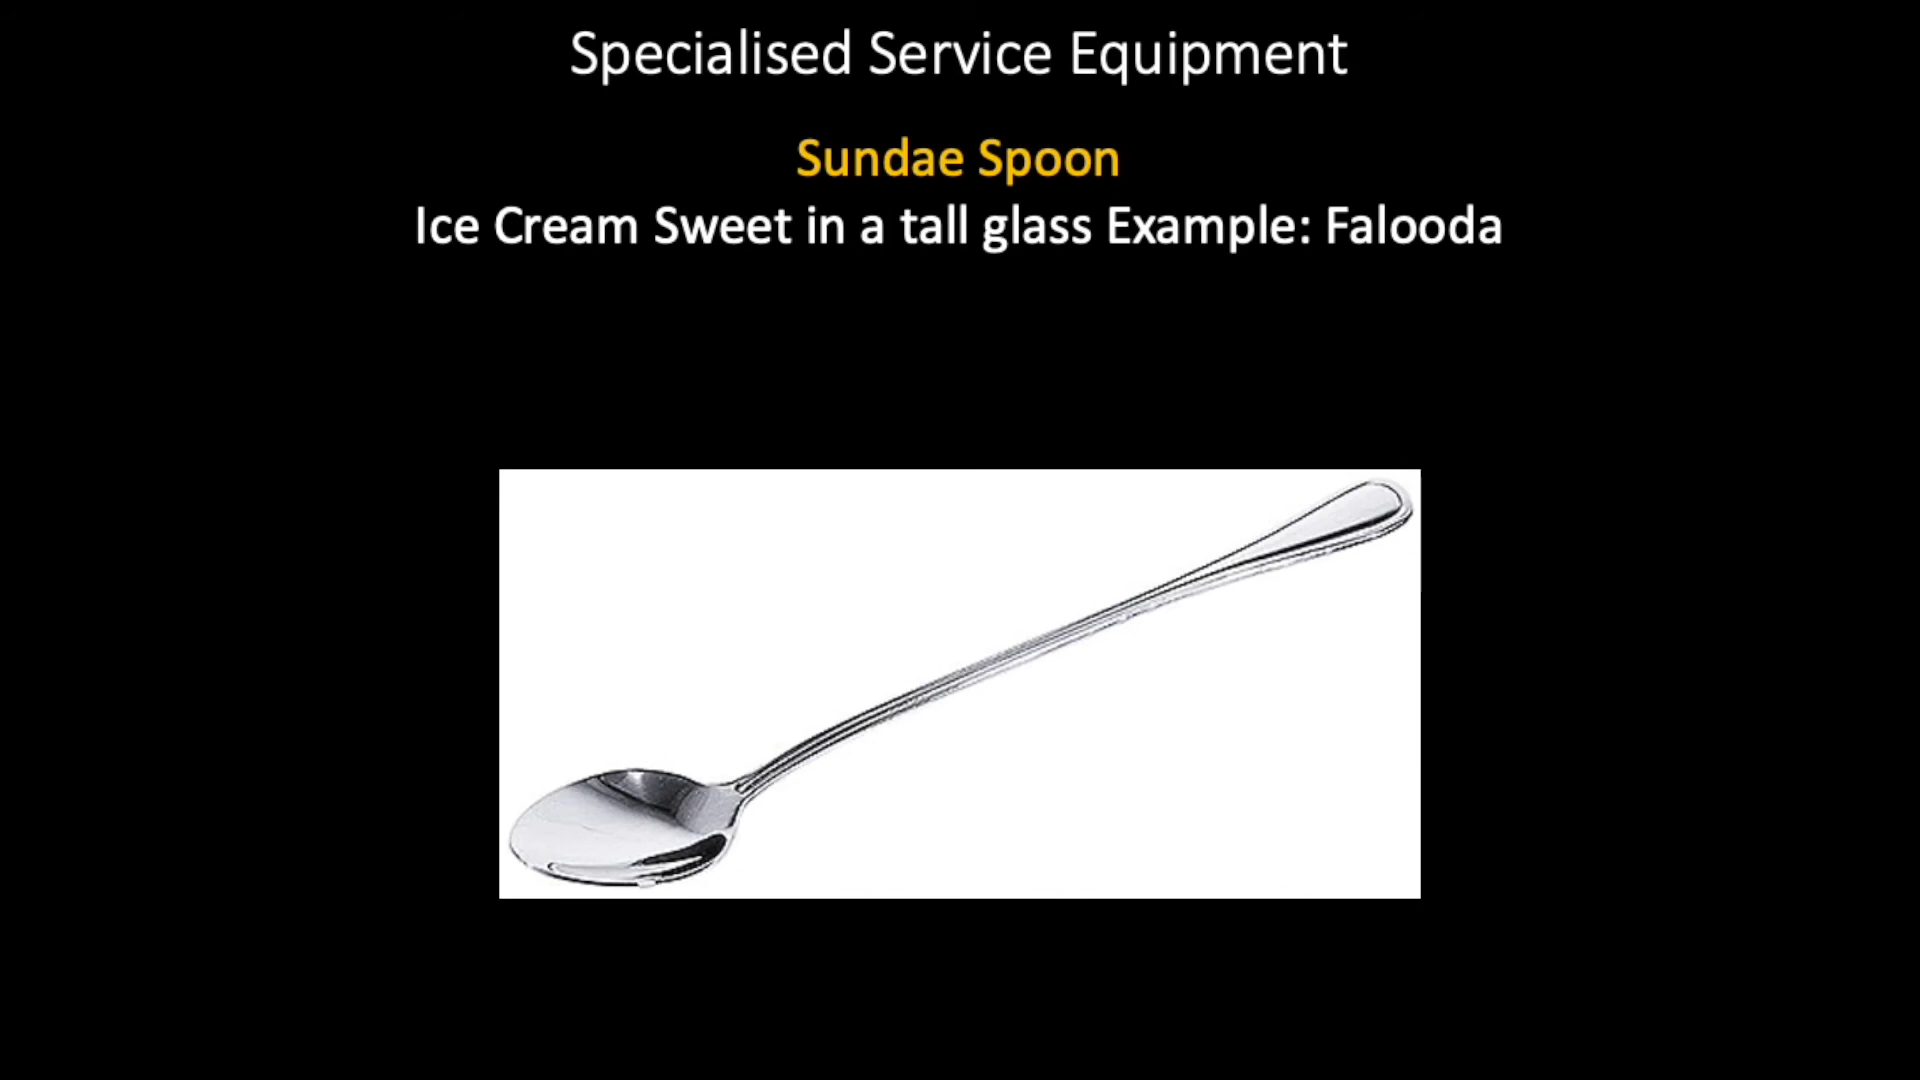 Specialised Service Equipment
Sundae Spoon
Ice Cream Sweet in a tall glass Example: Falooda